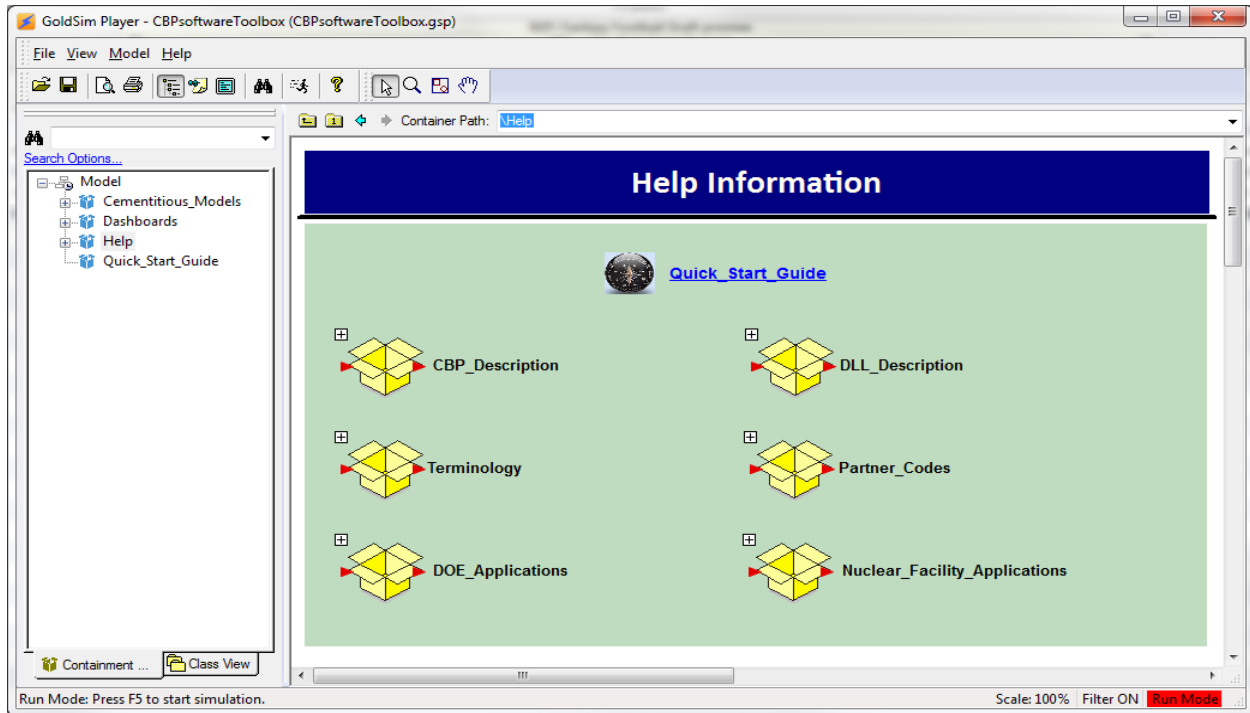 GoldSim Player - CBPsoftwareToolbox (CBPsoftwareToolbox.gsp)
File View Model Help
Container Path: \Help
Search Options...
Model
Cementitious_Models
Dashboards
Help
Quick_Start_Guide
Help Information
Quick_Start_Guide
CBP_Description
DLL_Description
Terminology
Partner_Codes
DOE_Applications
Nuclear_Facility_Applications
Containment ... Class View
Run Mode: Press F5 to start simulation. Scale: 100% Filter ON Run Mode